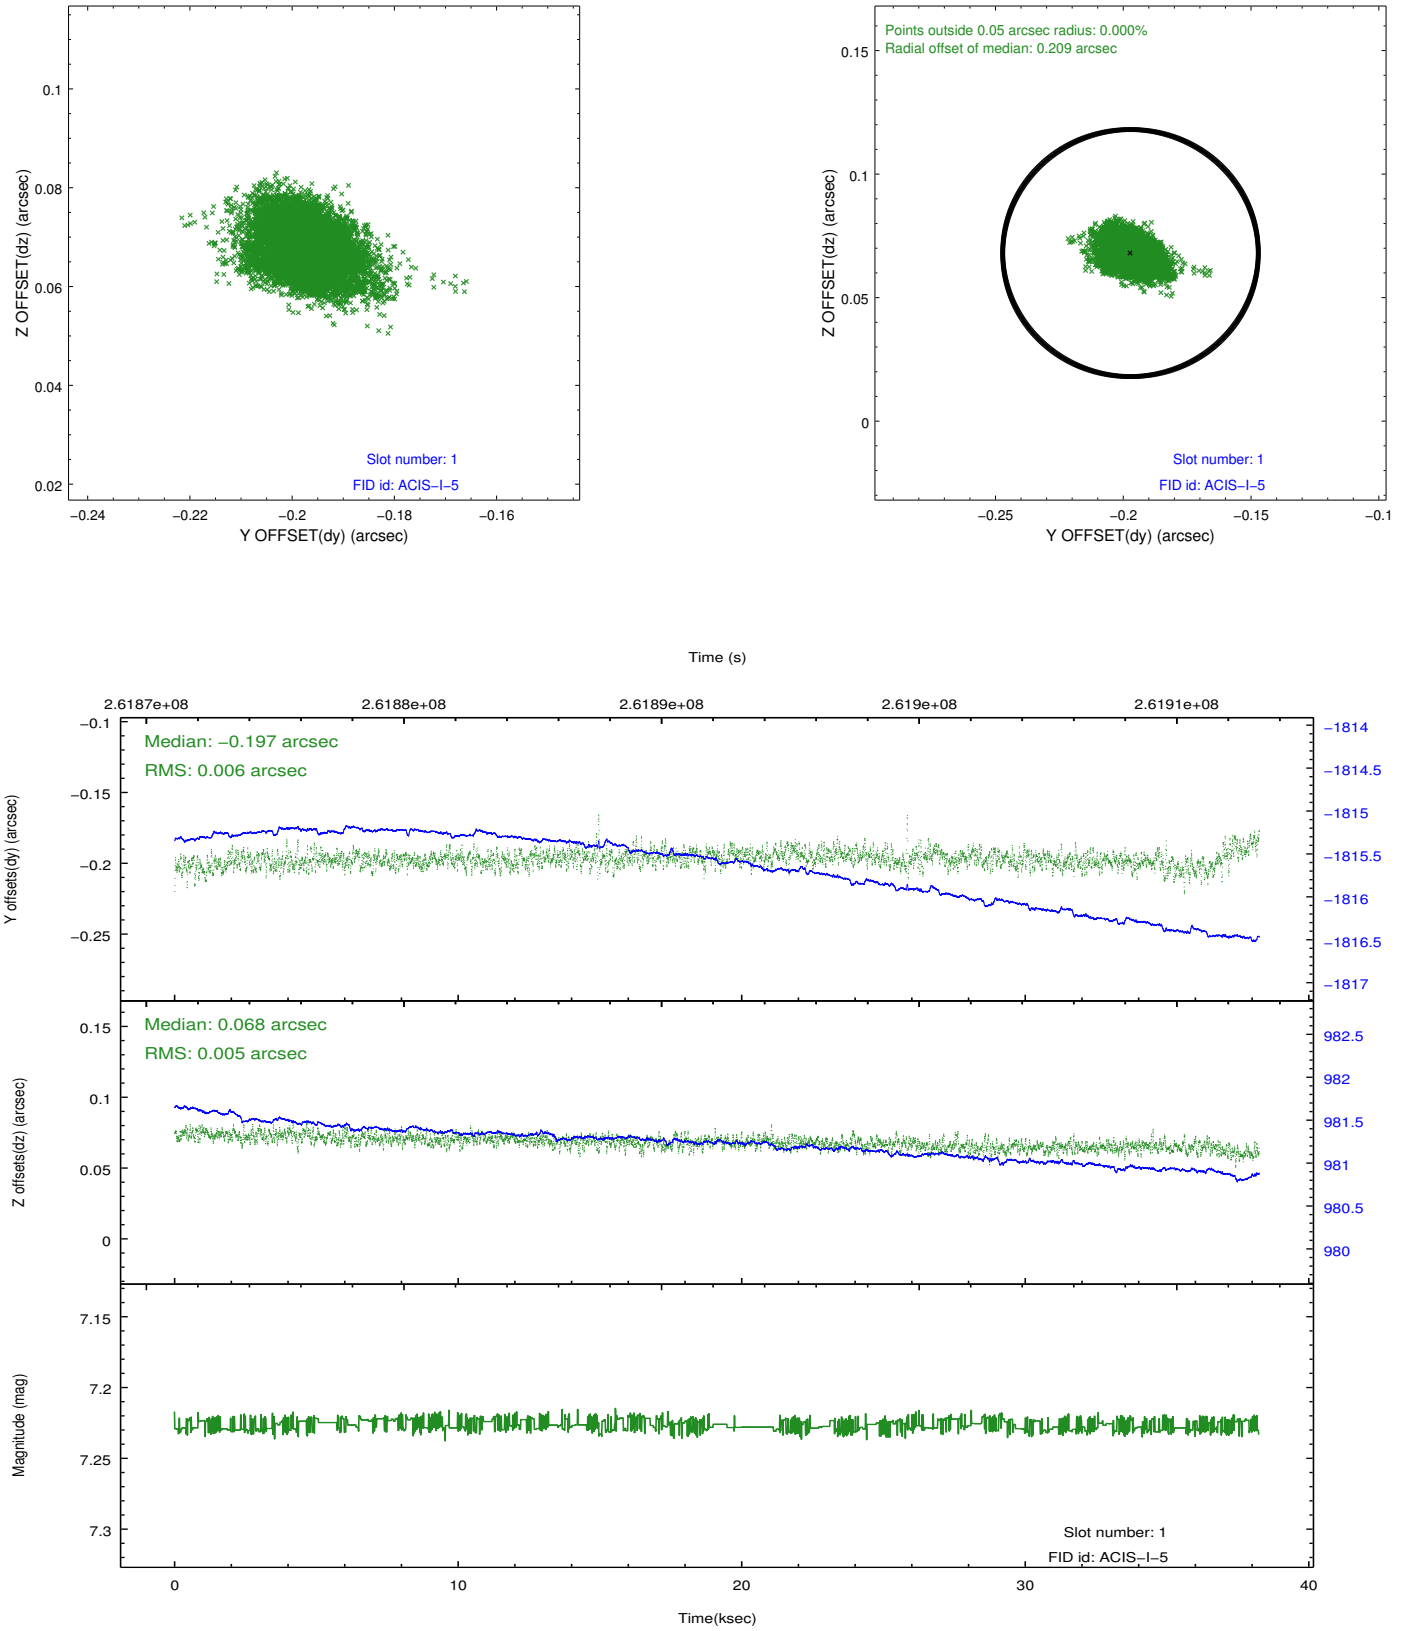 0.1
0.08
0.06
0.04
0.02
Z OFFSET(dz) (arcsec)
Slot number: 1
FID id: ACIS−I−5
−0.24 −0.22 −0.2 −0.18 −0.16
Y OFFSET(dy) (arcsec)
Points outside 0.05 arcsec radius: 0.000%
Radial offset of median: 0.209 arcsec
0.15
0.1
0.05
0
Z OFFSET(dz) (arcsec)
Slot number: 1
FID id: ACIS−I−5
−0.25 −0.2 −0.15 −0.1
Y OFFSET(dy) (arcsec)
Time (s)
2.6187e+08 2.6188e+08 2.6189e+08 2.619e+08 2.6191e+08
−0.1
−0.15
−0.2
−0.25
Y offsets(dy) (arcsec)
Median: −0.197 arcsec
RMS: 0.006 arcsec
−1814
−1814.5
−1815
−1815.5
−1816
−1816.5
−1817
0.15
0.1
0.05
0
Z offsets(dz) (arcsec)
Median: 0.068 arcsec
RMS: 0.005 arcsec
982.5
982
981.5
981
980.5
980
7.15
7.2
7.25
7.3
Magnitude (mag)
Slot number: 1
FID id: ACIS−I−5
0 10 20 30 40
Time(ksec)